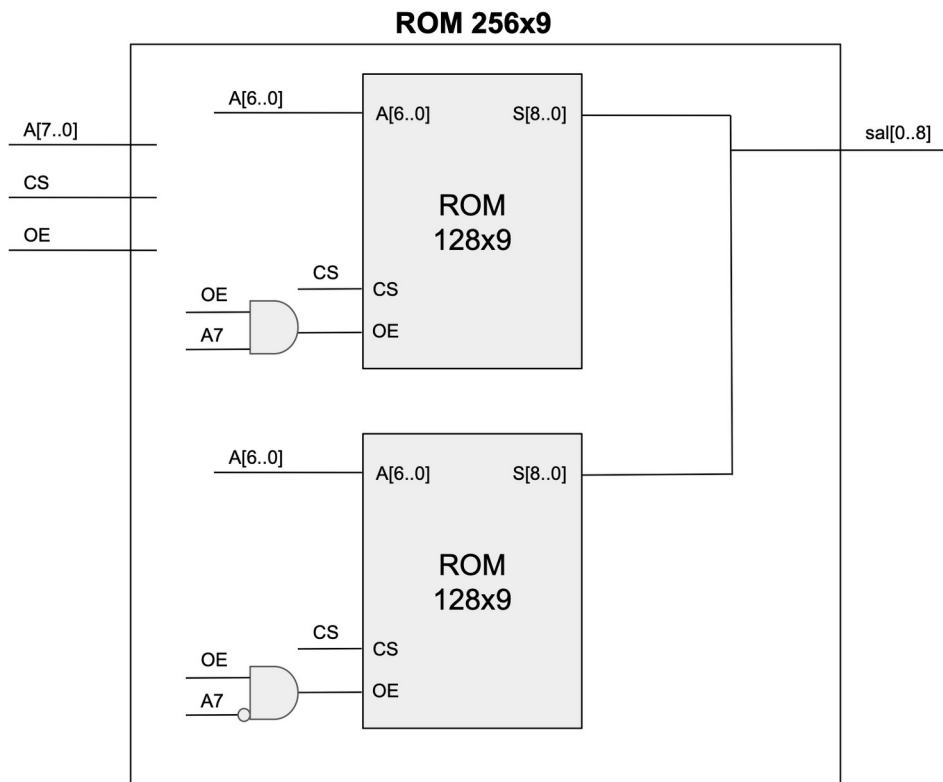 ROM 256x9
A[7..0]
CS
OE
sal[0..8]
A[6..0]
A[6..0]
S[8..0]
ROM
128x9
CS
CS
OE
A7
OE
A[6..0]
A[6..0]
S[8..0]
ROM
128x9
CS
CS
OE
A7
OE